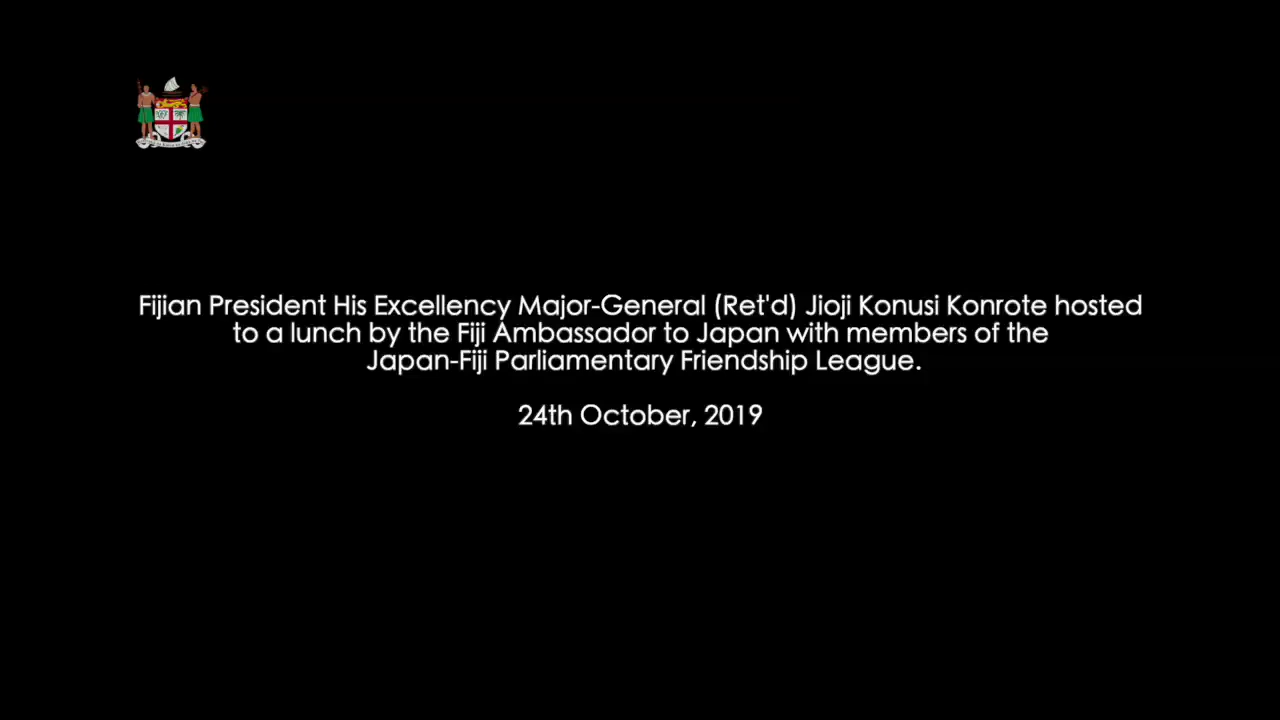 Fijian President His Excellency Major-General (Ret'd) Jioji Konusi Konrote hosted
to a lunch by the Fiji Ambassador to Japan with members of the
Japan-Fiji Parliamentary Friendship League.
24th October, 2019